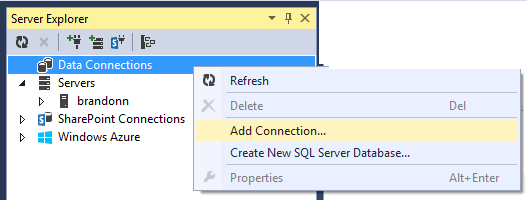 Server Explorer
Data Connections
Servers
brandonn
SharePoint Connections
Windows Azure
Refresh
Delete Del
Add Connection...
Create New SQL Server Database...
Properties Alt+Enter